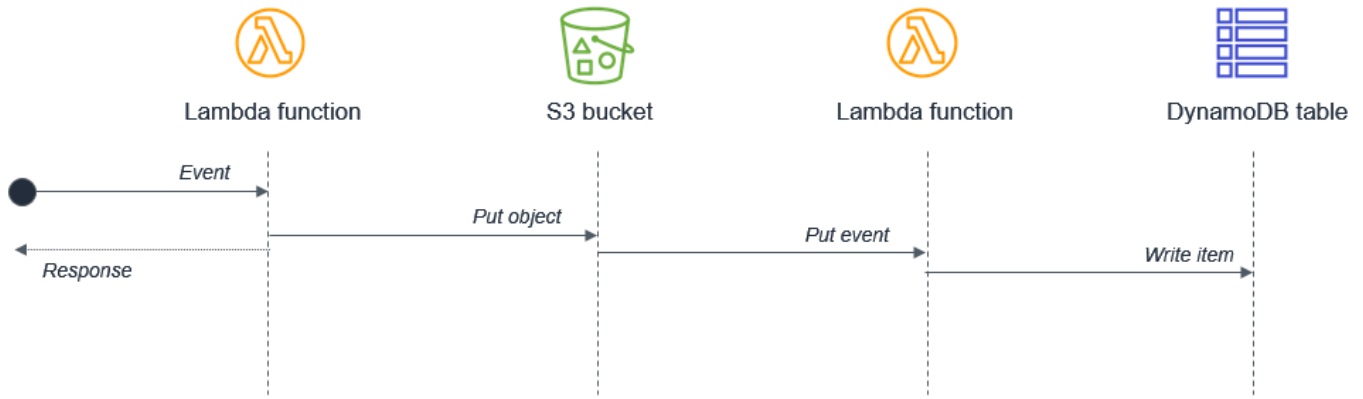 Lambda function
S3 bucket
Lambda function
DynamoDB table
Event
Put object
Put event
Write item
Response